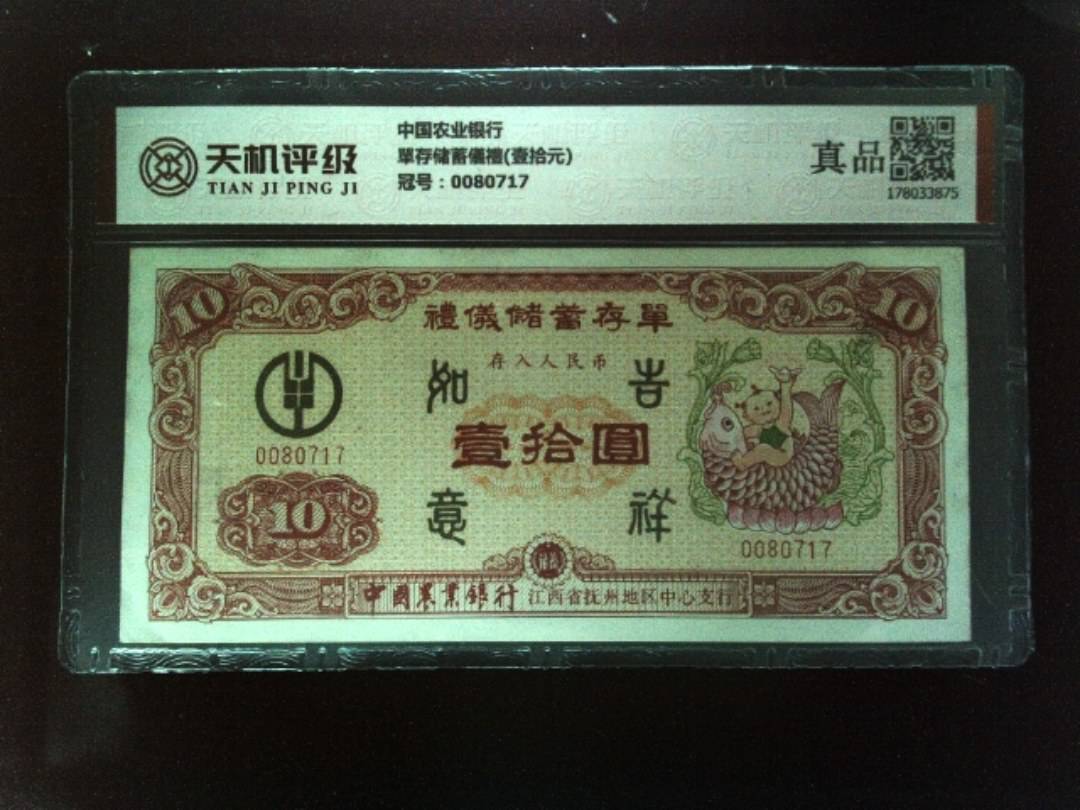 天机评级
TIAN JI PING JI
中国农业银行
單存储蓄儀禮(壹拾元)
冠号：0080717
真品
178033875
10
10
禮儀儲蓄存單
存入人民币
如
吉
壹拾圓
意
祥
0080717
10
0080717
中國農業銀行 江西省抚州地区中心支行